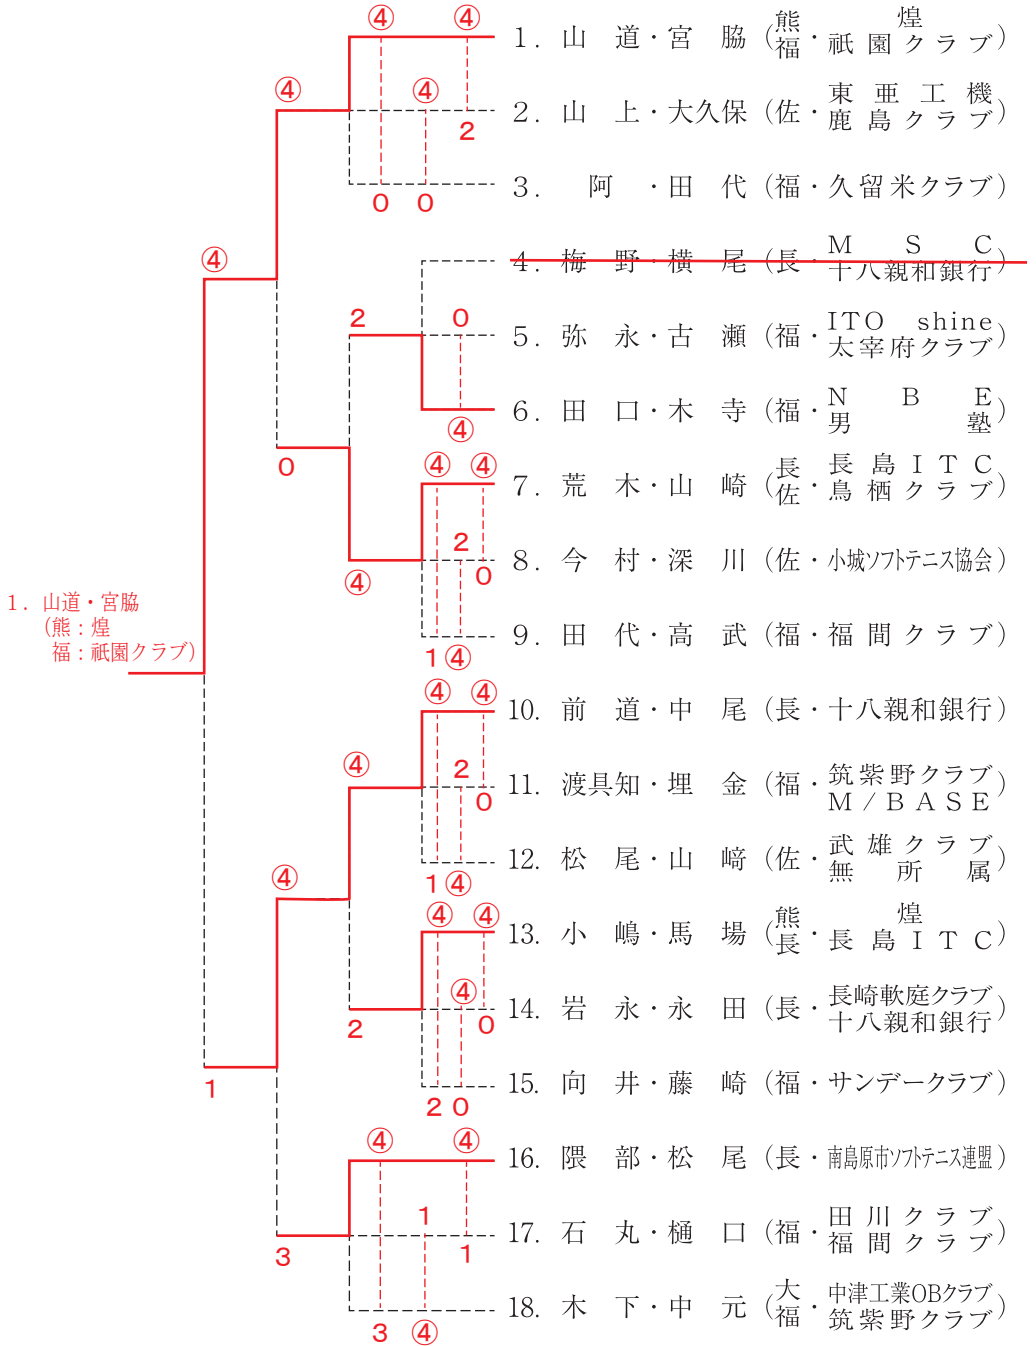 ④ ④
1. 山 道・宮 脇 (熊 福・煌 祇園クラブ)
④ ④
2. 山 上・大久保 (佐・東亜工機 鹿島クラブ)
2
3. 阿 ・田 代 (福・久留米クラブ)
0 0
④
4. 梅 野・横 尾 (長・MSC 十八親和銀行)
2 0
5. 弥 永・古 瀬 (福・ITO shine 太宰府クラブ)
6. 田 口・木 寺 (福・NBE 男塾)
④
0 ④ ④
7. 荒 木・山 崎 (長 佐・長島ITC 鳥栖クラブ)
2
8. 今 村・深 川 (佐・小城ソフトテニス協会)
④ 0
1. 山道・宮脇
(熊：煌
福：祇園クラブ)
9. 田 代・高 武 (福・福間クラブ)
1 ④
④ ④
10. 前 道・中 尾 (長・十八親和銀行)
④ 2
11. 渡具知・埋 金 (福・筑紫野クラブ M/BASE)
0
12. 松 尾・山 﨑 (佐・武雄クラブ 無所属)
④ 1 ④
④ ④
13. 小 嶋・馬 場 (熊 長・煌 長島ITC)
④
14. 岩 永・永 田 (長・長崎軟庭クラブ 十八親和銀行)
2 0
15. 向 井・藤 崎 (福・サンデークラブ)
1 2 0
④ ④
16. 隈 部・松 尾 (長・南島原市ソフトテニス連盟)
1
17. 石 丸・樋 口 (福・田川クラブ 福間クラブ)
3 1
18. 木 下・中 元 (大 福・中津工業OBクラブ 筑紫野クラブ)
3 ④